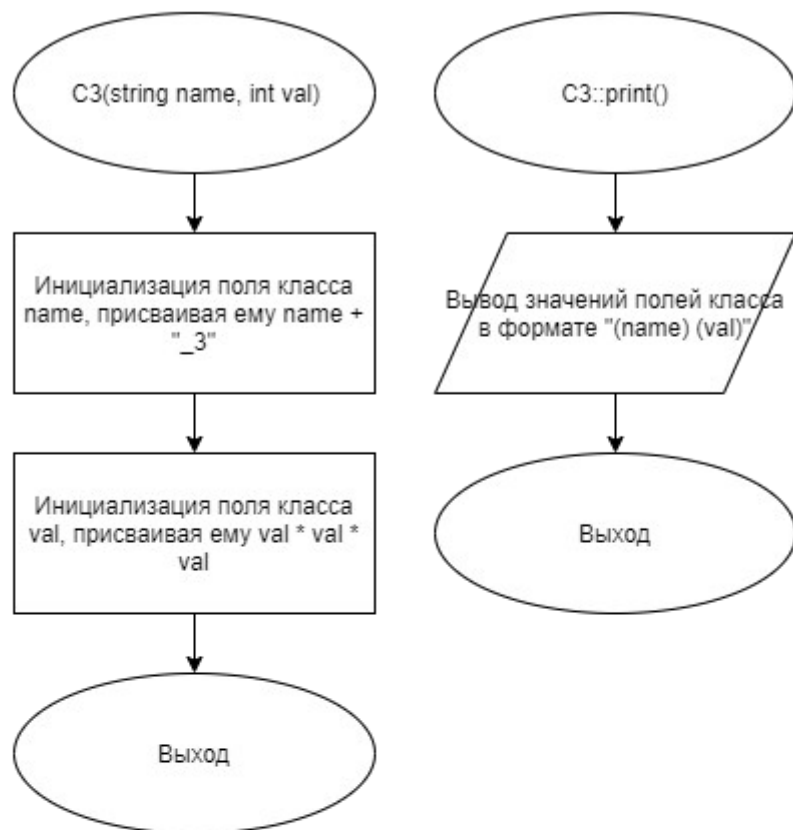 C3(string name, int val)
Инициализация поля класса
name, присваивая ему name +
"_3"
Инициализация поля класса
val, присваивая ему val * val *
val
Выход
C3::print()
Вывод значений полей класса
в формате "(name) (val)"
Выход